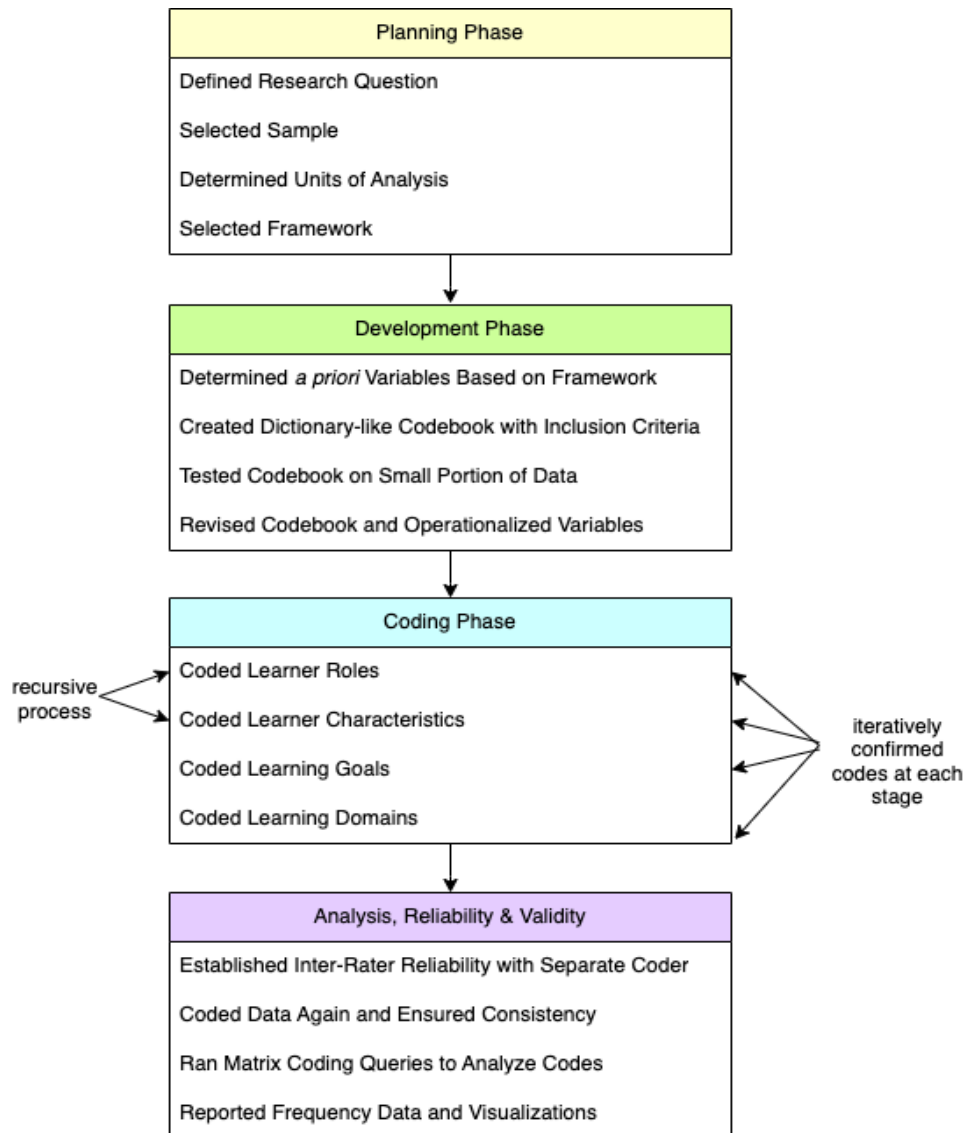 Planning Phase
Defined Research Question
Selected Sample
Determined Units of Analysis
Selected Framework
Development Phase
Determined a priori Variables Based on Framework
Created Dictionary-like Codebook with Inclusion Criteria
Tested Codebook on Small Portion of Data
Revised Codebook and Operationalized Variables
Coding Phase
recursive
process
Coded Learner Roles
Coded Learner Characteristics
Coded Learning Goals
Coded Learning Domains
iteratively
confirmed
codes at each
stage
Analysis, Reliability & Validity
Established Inter-Rater Reliability with Separate Coder
Coded Data Again and Ensured Consistency
Ran Matrix Coding Queries to Analyze Codes
Reported Frequency Data and Visualizations